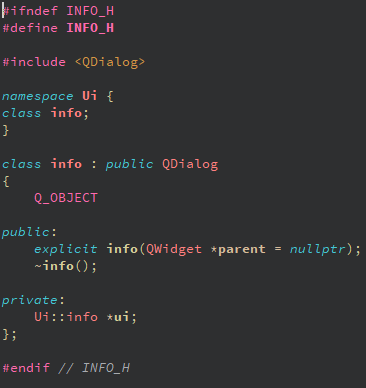 #ifndef INFO_H
#define INFO_H

#include <QDialog>

namespace Ui {
class info;
}

class info : public QDialog
{
    Q_OBJECT

public:
    explicit info(QWidget *parent = nullptr);
    ~info();

private:
    Ui::info *ui;
};

#endif // INFO_H